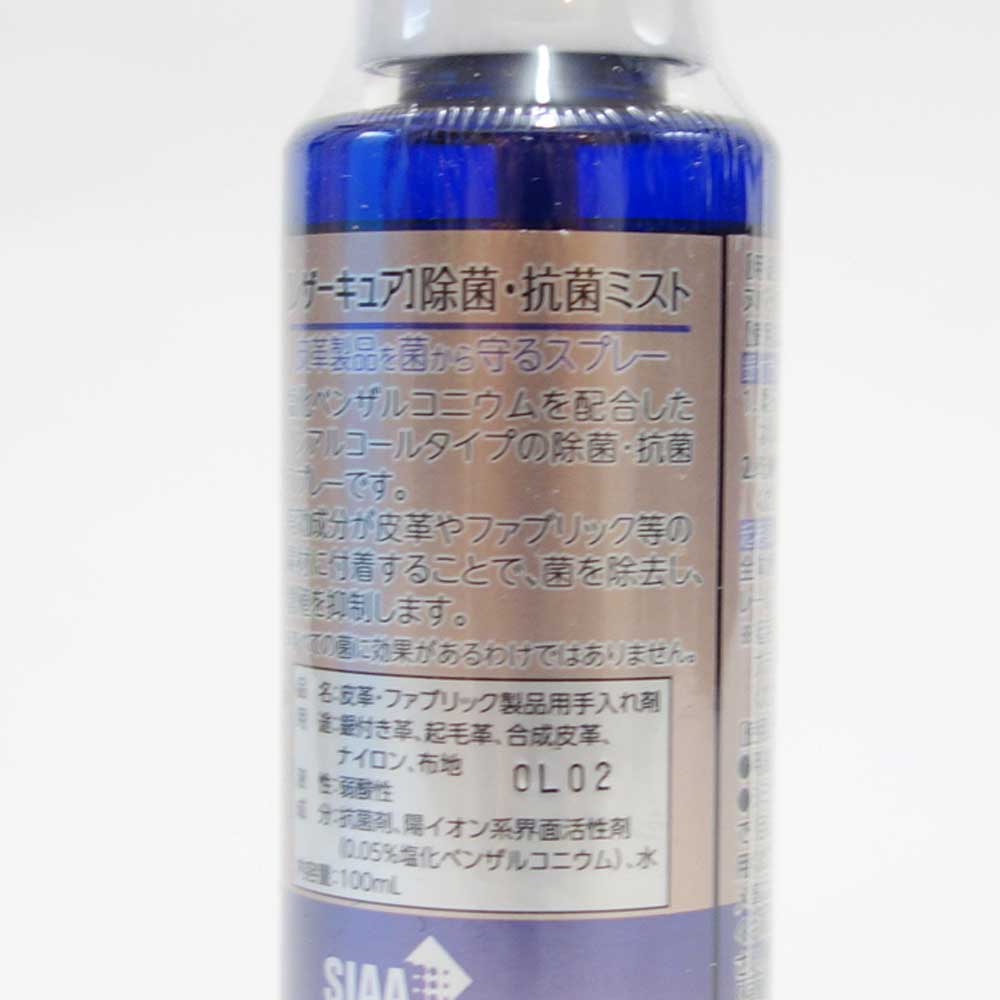 ザーキュア]除菌・抗菌ミスト
皮革製品を菌から守るスプレー
塩化ベンザルコニウムを配合した
ンアルコールタイプの除菌・抗菌
プレーです。
成分が皮革やファブリック等の
に付着することで、菌を除去し、
殖を抑制します。
べての菌に効果があるわけではありません。
品 名:皮革・ファブリック製品用手入れ剤
用 途:銀付き革、起毛革、合成皮革、
ナイロン、布地
0L02
液 性:弱酸性
成 分:抗菌剤、陽イオン系界面活性剤
(0.05%塩化ベンザルコニウム)、水
内容量:100mL
SIAA